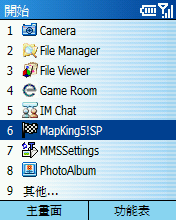 開始
1 Camera
2 File Manager
3 File Viewer
4 Game Room
5 IM Chat
6 MapKing5!SP
7 MMSSettings
8 PhotoAlbum
9 其他...
主畫面 功能表